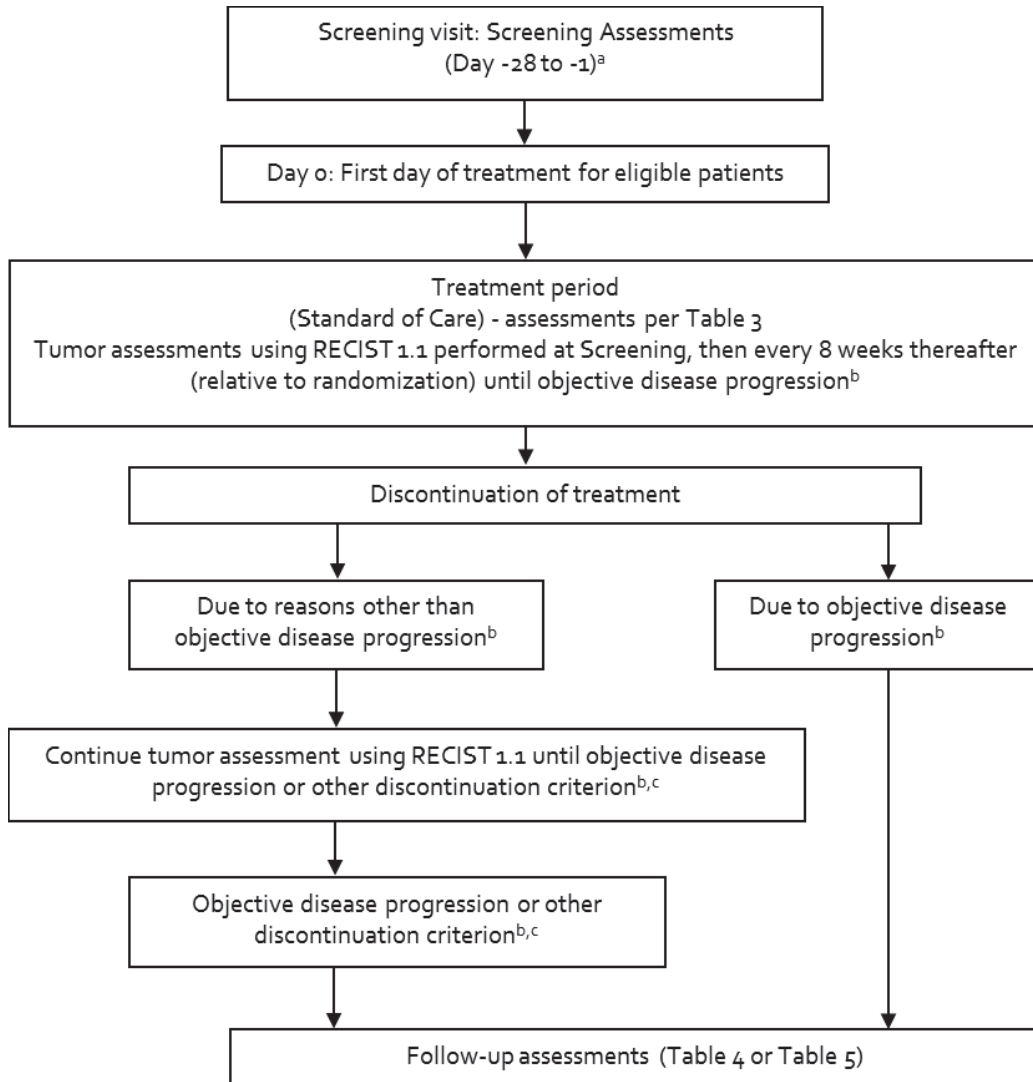 Screening visit: Screening Assessments
(Day -28 to -1)ᵃ
Day 0: First day of treatment for eligible patients
Treatment period
(Standard of Care) - assessments per Table 3
Tumor assessments using RECIST 1.1 performed at Screening, then every 8 weeks thereafter
(relative to randomization) until objective disease progressionᵇ
Discontinuation of treatment
Due to reasons other than
objective disease progressionᵇ
Due to objective disease
progressionᵇ
Continue tumor assessment using RECIST 1.1 until objective disease
progression or other discontinuation criterionᵇ,ᶜ
Objective disease progression or other
discontinuation criterionᵇ,ᶜ
Follow-up assessments (Table 4 or Table 5)